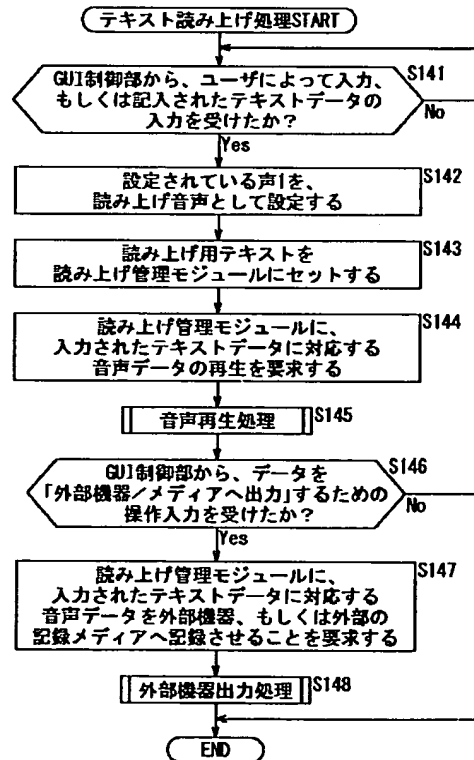 テキスト読み上げ処理START
S141
GUI制御部から、ユーザによって入力、
もしくは記入されたテキストデータの
入力を受けたか？
No
Yes
S142
設定されている声1を、
読み上げ音声として設定する
S143
読み上げ用テキストを
読み上げ管理モジュールにセットする
S144
読み上げ管理モジュールに、
入力されたテキストデータに対応する
音声データの再生を要求する
音声再生処理
S145
S146
GUI制御部から、データを
「外部機器／メディアへ出力」するための
操作入力を受けたか？
No
Yes
S147
読み上げ管理モジュールに、
入力されたテキストデータに対応する
音声データを外部機器、もしくは外部の
記録メディアへ記録させることを要求する
外部機器出力処理
S148
END